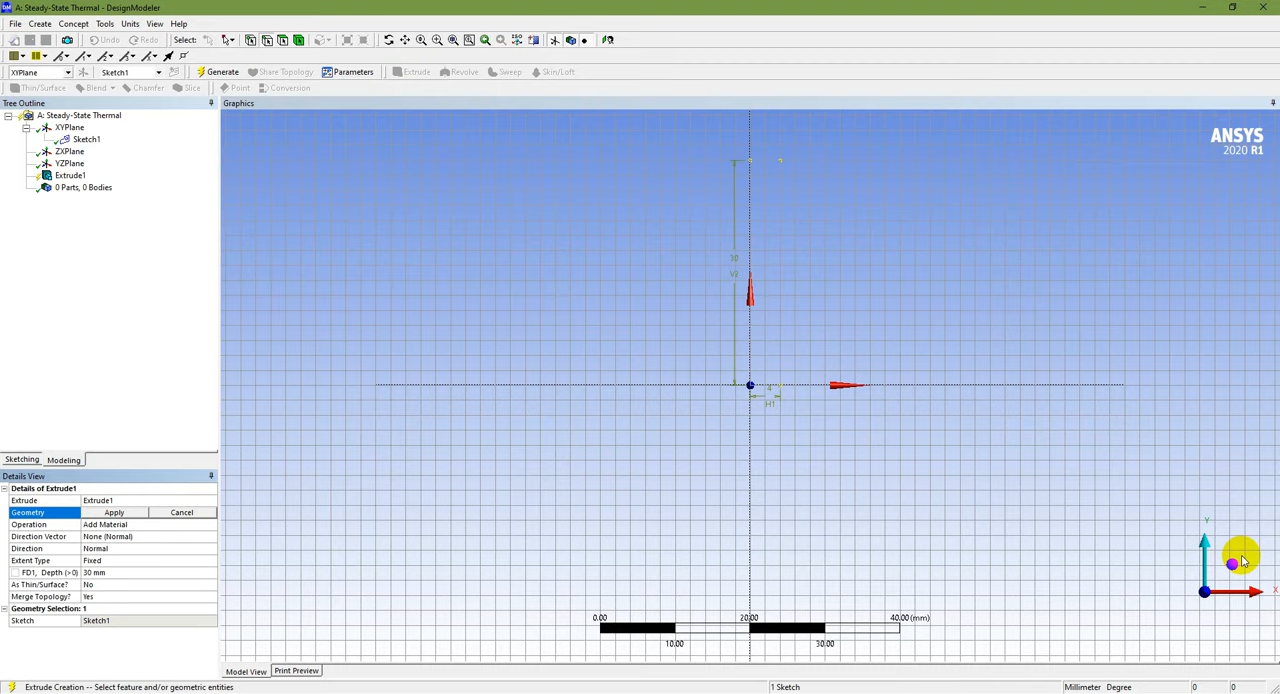 DM A: Steady-State Thermal - DesignModeler
File Create Concept Tools Units View Help
Undo Redo Select:
XYPlane Sketch1 Generate Share Topology Parameters Extrude Revolve Sweep Skin/Loft
Thin/Surface Blend Chamfer Slice Point Conversion
Tree Outline
A: Steady-State Thermal
XYPlane
Sketch1
ZXPlane
YZPlane
Extrude1
0 Parts, 0 Bodies
Sketching Modeling
Details View
Details of Extrude1
Extrude Extrude1
Geometry Apply Cancel
Operation Add Material
Direction Vector None (Normal)
Direction Normal
Extent Type Fixed
FD1, Depth (>0) 30 mm
As Thin/Surface? No
Merge Topology? Yes
Geometry Selection: 1
Sketch Sketch1
Graphics
ANSYS
2020 R1
30
V2
4
H1
Y
X
0.00 20.00 40.00 (mm)
10.00 30.00
Model View Print Preview
Extrude Creation -- Select feature and/or geometric entities 1 Sketch Millimeter Degree 0 0